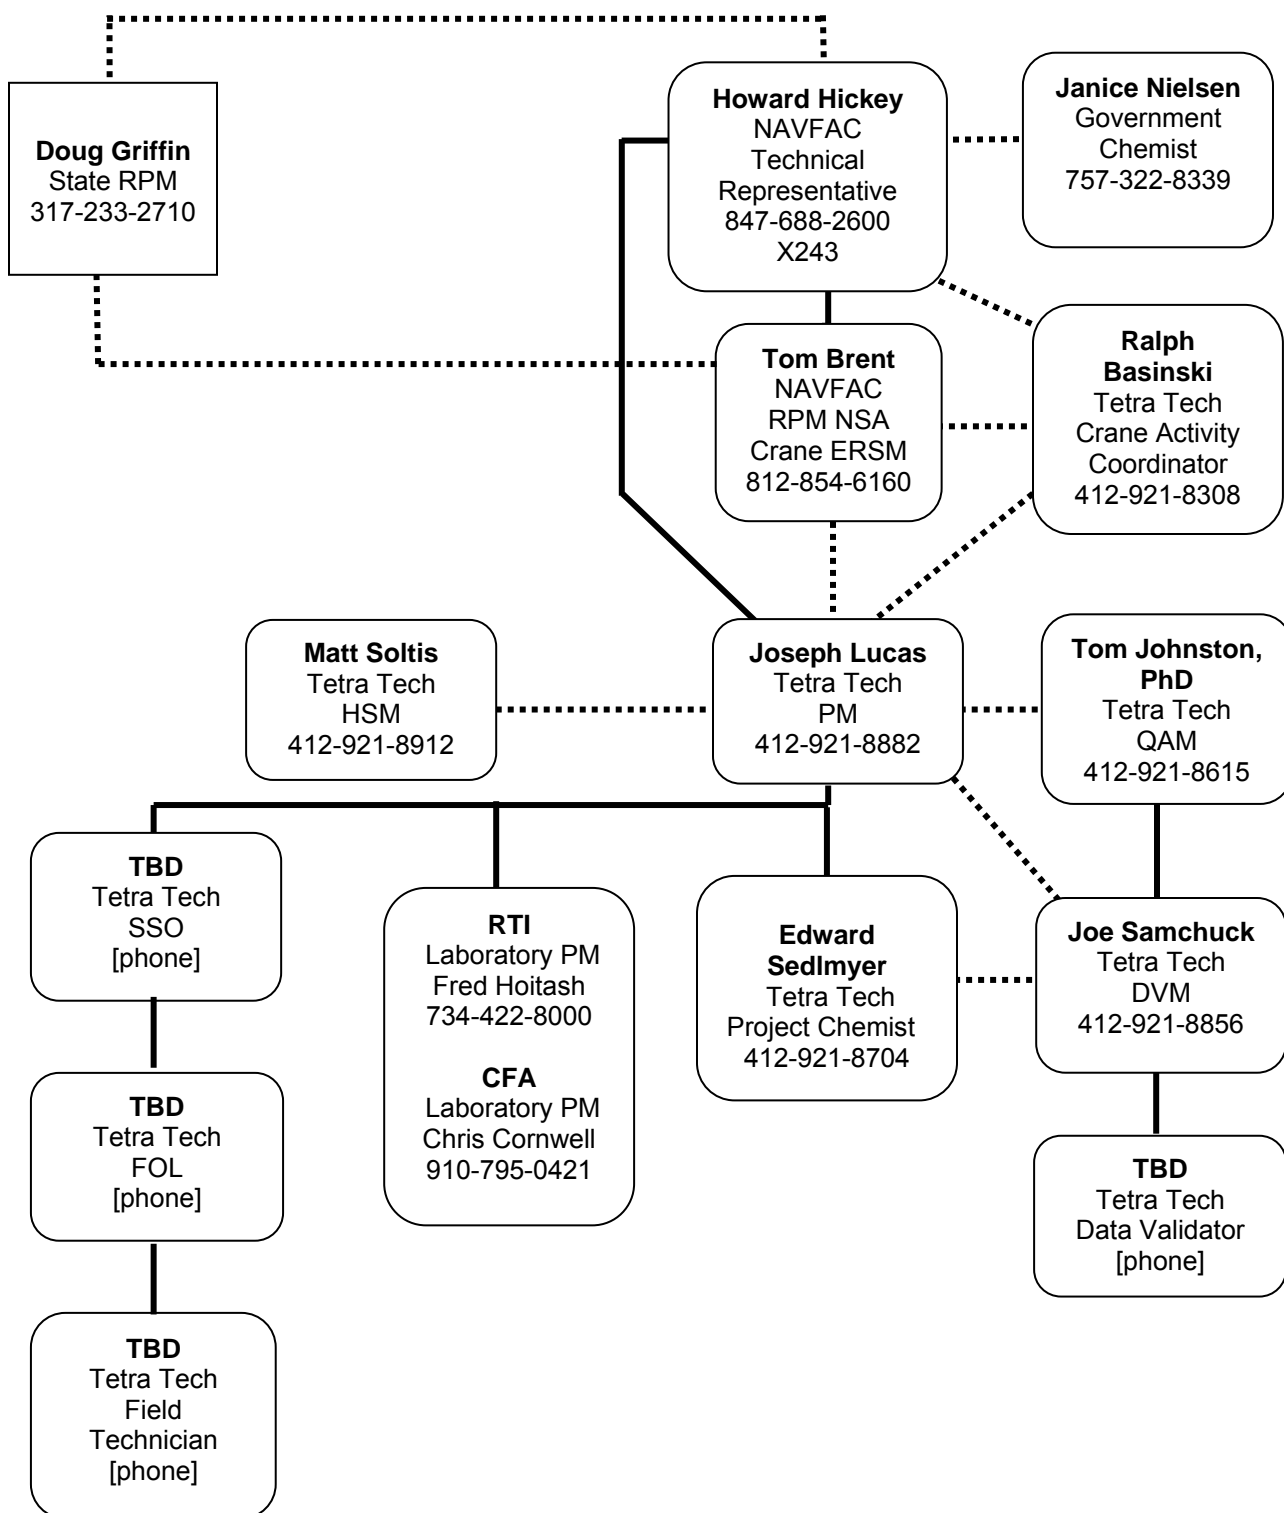 Howard Hickey
NAVFAC
Technical
Representative
847-688-2600
X243
Janice Nielsen
Government
Chemist
757-322-8339
Doug Griffin
State RPM
317-233-2710
Tom Brent
NAVFAC
RPM NSA
Crane ERSM
812-854-6160
Ralph
Basinski
Tetra Tech
Crane Activity
Coordinator
412-921-8308
Matt Soltis
Tetra Tech
HSM
412-921-8912
Joseph Lucas
Tetra Tech
PM
412-921-8882
Tom Johnston,
PhD
Tetra Tech
QAM
412-921-8615
TBD
Tetra Tech
SSO
[phone]
RTI
Laboratory PM
Fred Hoitash
734-422-8000
CFA
Laboratory PM
Chris Cornwell
910-795-0421
Edward
Sedlmyer
Tetra Tech
Project Chemist
412-921-8704
Joe Samchuck
Tetra Tech
DVM
412-921-8856
TBD
Tetra Tech
FOL
[phone]
TBD
Tetra Tech
Data Validator
[phone]
TBD
Tetra Tech
Field
Technician
[phone]